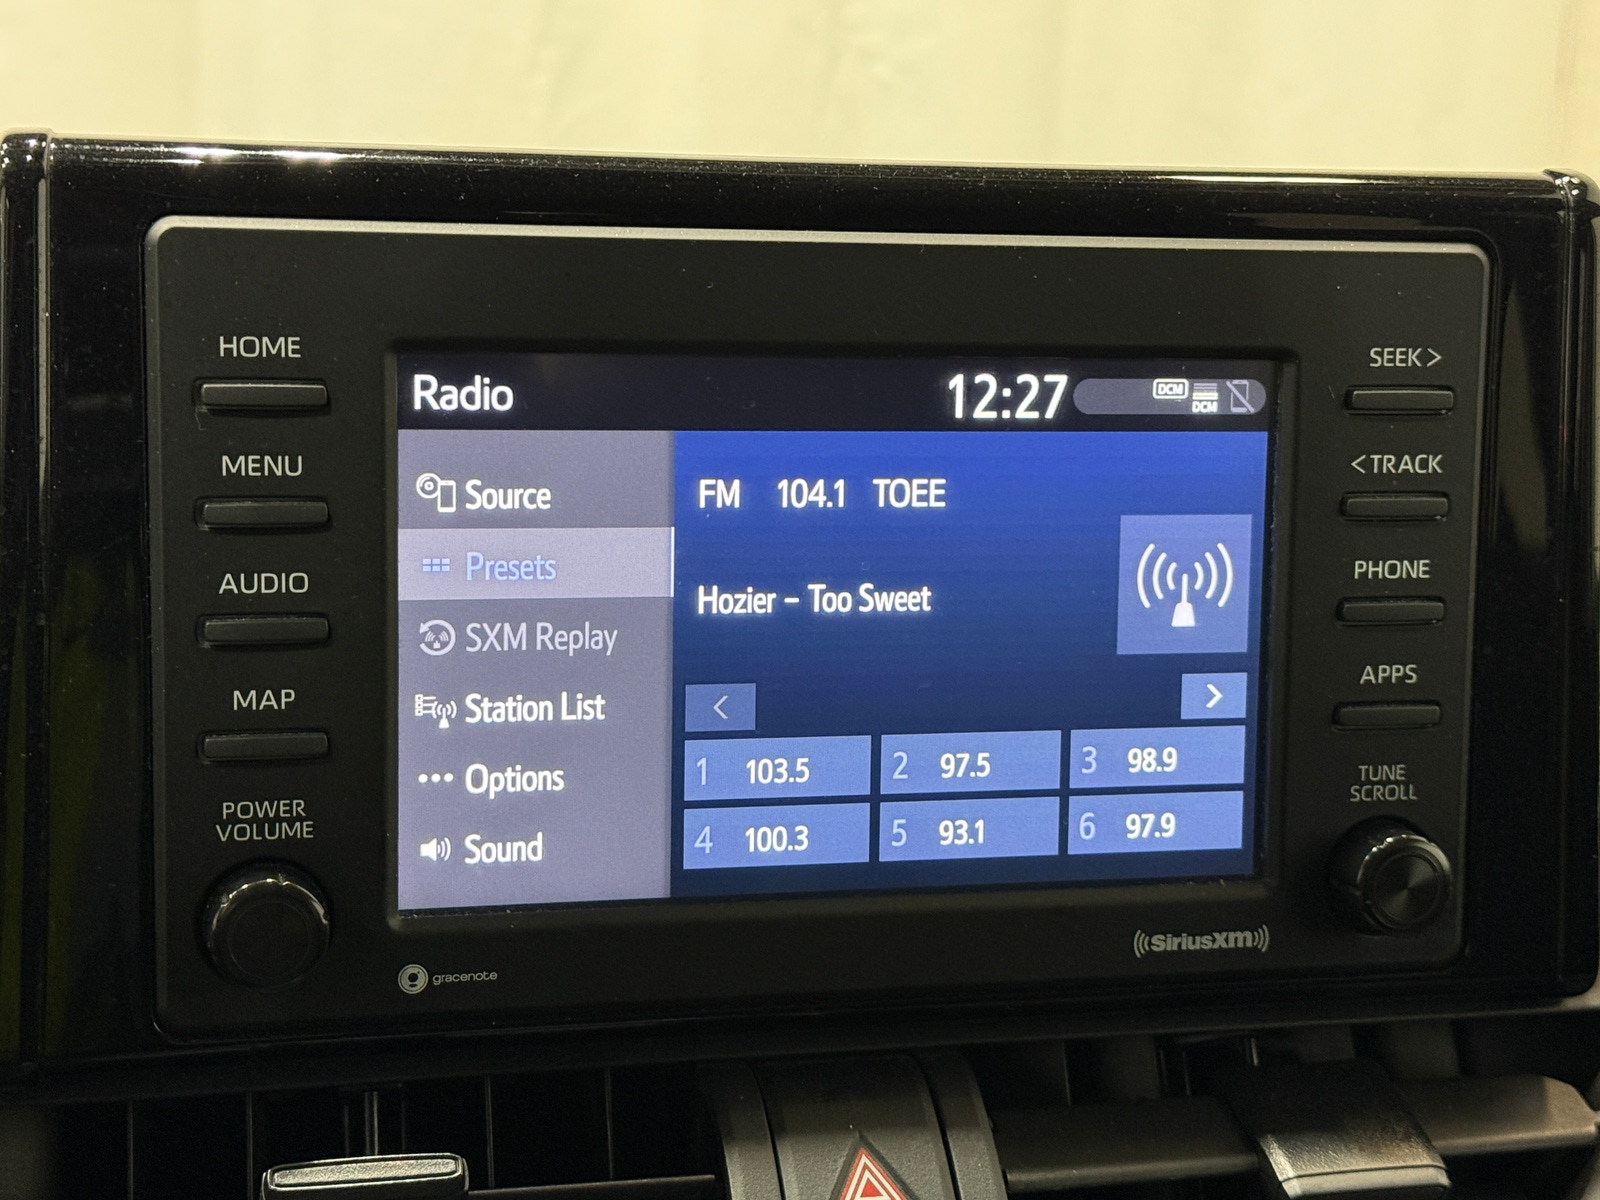 HOME
MENU
AUDIO
MAP
POWER
VOLUME
Radio
12:27
DCM
DCM
Source
Presets
SXM Replay
Station List
Options
Sound
FM 104.1 TOEE
Hozier – Too Sweet
<
>
1 103.5
2 97.5
3 98.9
4 100.3
5 93.1
6 97.9
gracenote
SiriusXM
SEEK >
< TRACK
PHONE
APPS
TUNE
SCROLL